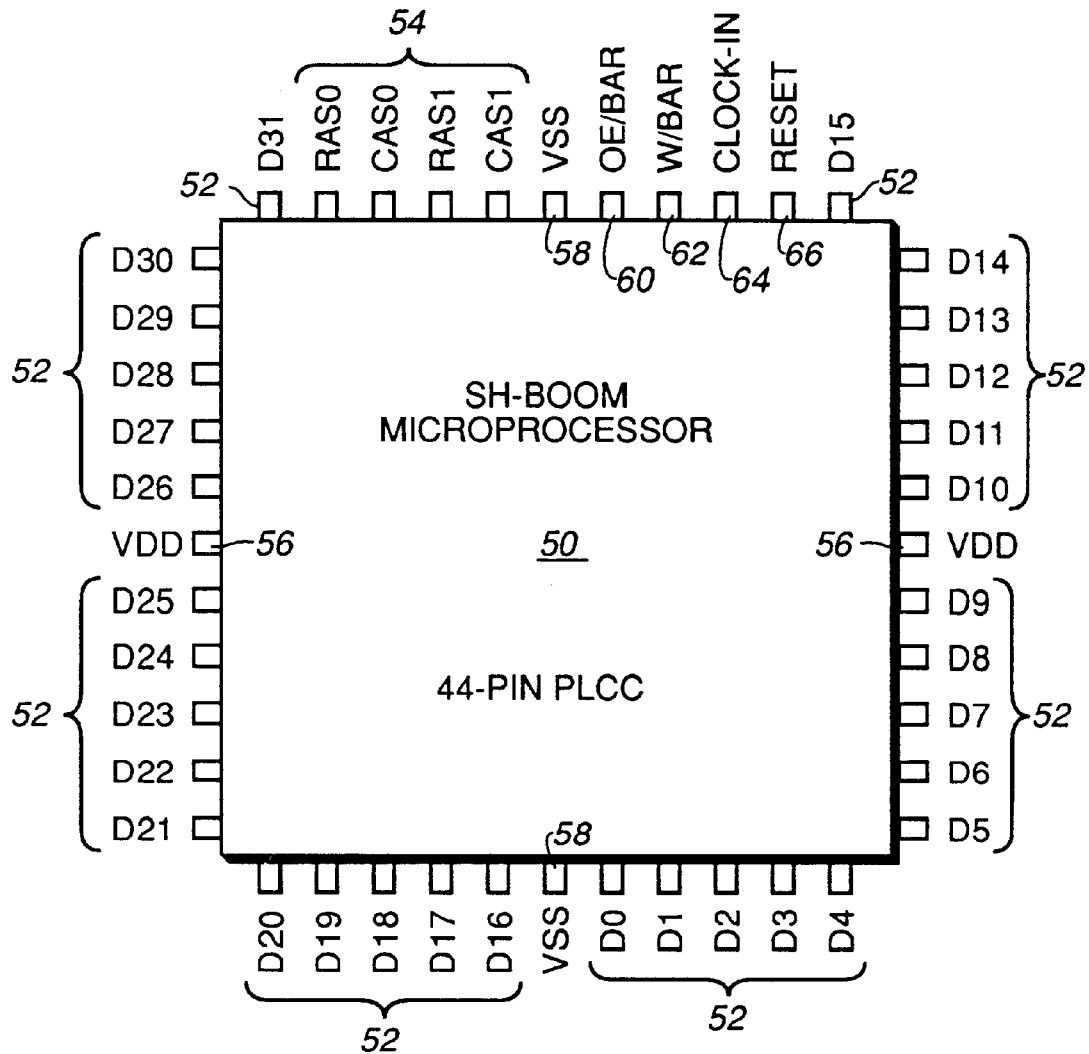 54
D31
RAS0
CAS0
RAS1
CAS1
VSS
OE/BAR
W/BAR
CLOCK-IN
RESET
D15
52
52
58
60
62
64
66
D30
D29
D28
D27
D26
52
D14
D13
D12
D11
D10
52
SH-BOOM
MICROPROCESSOR
VDD
56
50
56
VDD
D25
D24
D23
D22
D21
52
44-PIN PLCC
D9
D8
D7
D6
D5
52
58
D20
D19
D18
D17
D16
VSS
D0
D1
D2
D3
D4
52
52